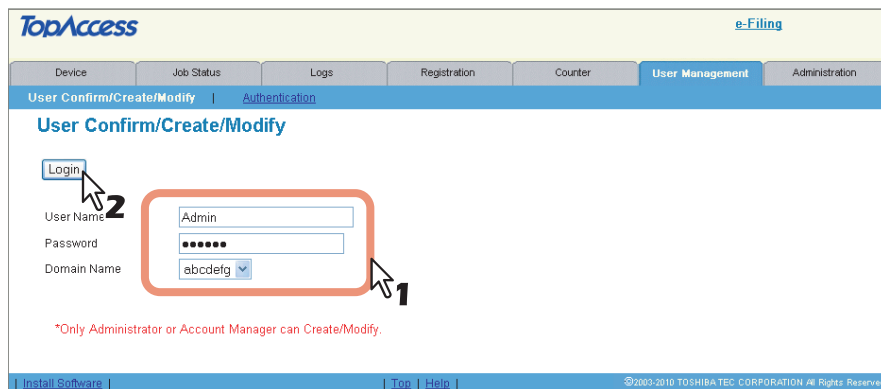 TopAccess
e-Filing
Device Job Status Logs Registration Counter User Management Administration
User Confirm/Create/Modify | Authentication
User Confirm/Create/Modify
Login
2
User Name Admin
Password ●●●●●●
Domain Name abcdefg
1
*Only Administrator or Account Manager can Create/Modify.
| Install Software | | Top | Help | ©2003-2010 TOSHIBA TEC CORPORATION All Rights Reserve